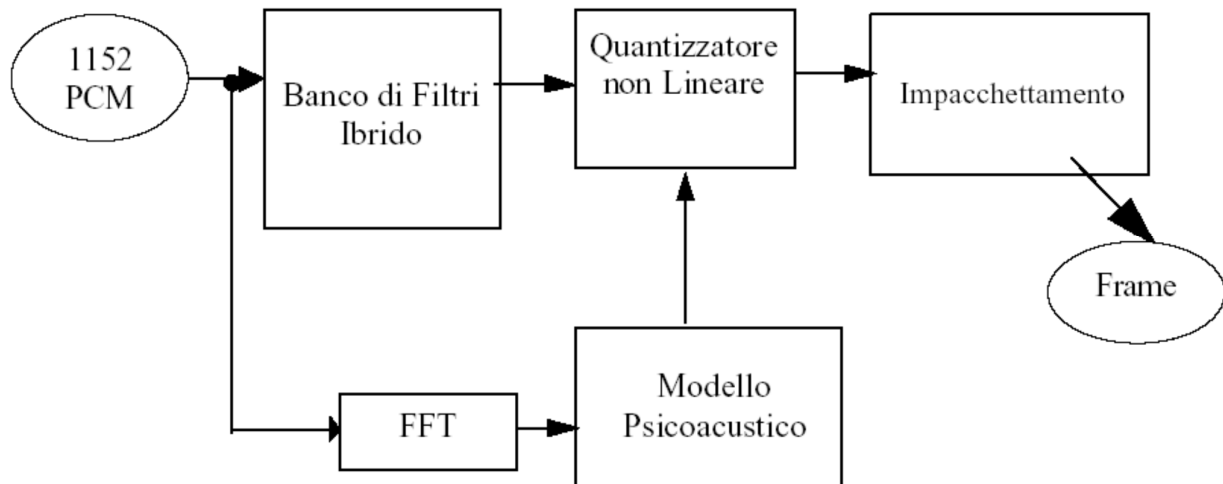 1152
PCM
Banco di Filtri
Ibrido
Quantizzatore
non Lineare
Impacchettamento
Frame
FFT
Modello
Psicoacustico